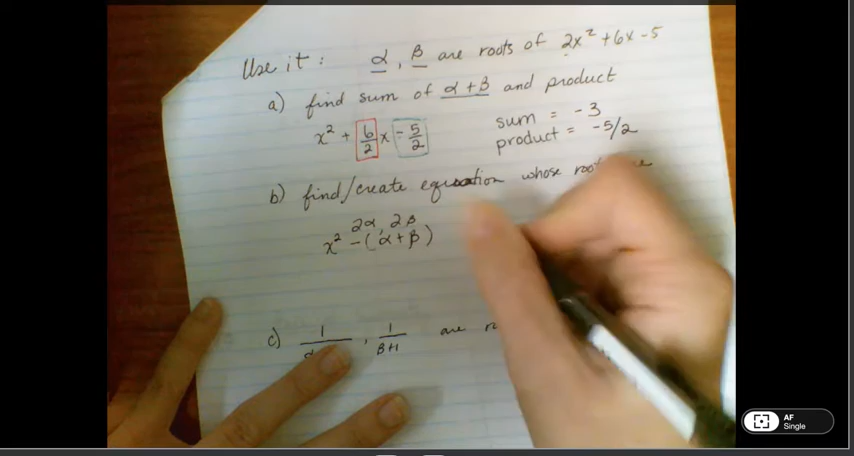 Use it : α , β are roots of 2x² + 6x - 5
a) find sum of α + β and product
x² + 6/2 x - 5/2 sum = -3
product = -5/2
b) find/create equation whose
2α, 2β
x² - (α + β)
c) 1/ , 1/β+1 are
AF
Single